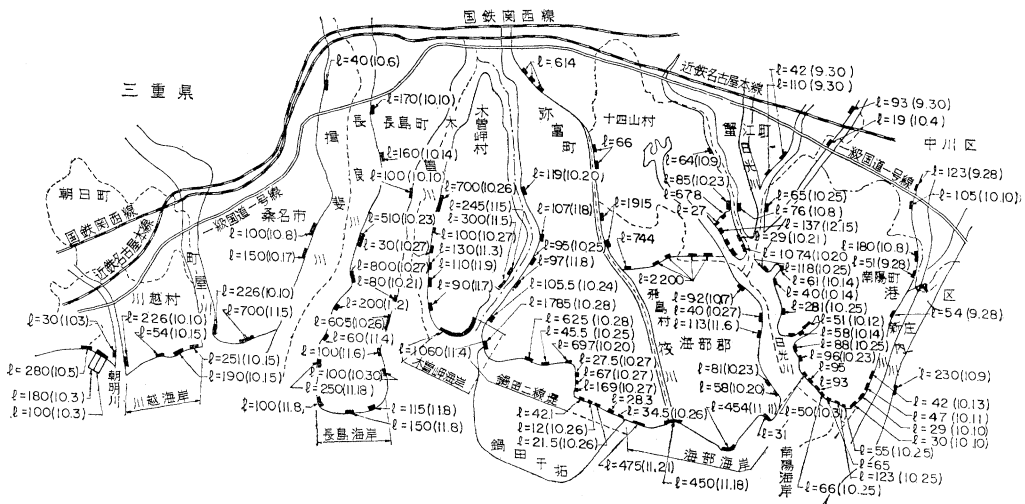 国鉄関西線
三重県
ℓ=40(10.6)
ℓ=170(10.10)
長島町
ℓ=160(10.14)
ℓ=100(10.10)
揖斐川
長良川
木曽川
木曽岬村
ℓ=614
弥富町
十四山村
ℓ=66
近鉄名古屋本線
ℓ=42(9.30)
ℓ=110(9.30)
ℓ=93(9.30)
ℓ=19(10.4)
蟹江町
日光川
中川区
一級国道一号線
ℓ=123(9.28)
ℓ=105(10.10)
朝日町
国鉄関西線
近鉄名古屋本線
一級国道一号線
桑名市
ℓ=100(10.8)
ℓ=150(10.17)
町屋川
川越村
ℓ=226(10.10)
ℓ=700(11.5)
ℓ=226(10.10)
ℓ=54(10.15)
ℓ=251(10.15)
ℓ=190(10.15)
ℓ=30(10.3)
ℓ=280(10.5)
ℓ=180(10.3)
ℓ=100(10.3)
朝明川
川越海岸
ℓ=510(10.23)
ℓ=30(10.27)
ℓ=800(10.27)
ℓ=80(10.21)
ℓ=200
ℓ=605(10.26)
ℓ=60(11.4)
ℓ=100(11.6)
ℓ=100(10.30)
ℓ=250(11.18)
ℓ=100(11.8)
ℓ=115(11.8)
ℓ=150(11.8)
長島海岸
ℓ=700(10.26)
ℓ=245(11.5)
ℓ=300(11.5)
ℓ=100(10.27)
ℓ=130(11.3)
ℓ=110(11.9)
ℓ=90(11.7)
ℓ=1060(11.4)
木曽岬海岸
ℓ=119(10.20)
ℓ=107(11.8)
ℓ=95(10.25)
ℓ=97(11.8)
ℓ=105.5(10.24)
ℓ=1785(10.28)
ℓ=62.5(10.28)
ℓ=45.5(10.25)
ℓ=697(10.20)
ℓ=27.5(10.27)
ℓ=67(10.27)
ℓ=169(10.27)
ℓ=28.3
鍋田二線堤
ℓ=42.1
ℓ=12(10.26)
ℓ=21.5(10.26)
鍋田干拓
ℓ=34.5(10.26)
ℓ=475(11.21)
ℓ=450(11.18)
ℓ=454(11.11)
ℓ=31
海部海岸
ℓ=1915
ℓ=744
ℓ=2200
飛島村
海部郡
ℓ=64(10.9)
ℓ=85(10.23)
ℓ=678
ℓ=27
ℓ=65(10.25)
ℓ=76(10.8)
ℓ=137(12.15)
ℓ=29(10.21)
ℓ=1074(10.20)
ℓ=118(10.25)
ℓ=61(10.14)
ℓ=40(10.14)
ℓ=28(10.25)
ℓ=92(10.7)
ℓ=40(10.27)
ℓ=113(11.6)
ℓ=81(10.23)
ℓ=58(10.20)
日光川
ℓ=51(10.12)
ℓ=58(10.14)
ℓ=88(10.25)
ℓ=96(10.23)
ℓ=95
ℓ=93
ℓ=50(10.31)
ℓ=180(10.8)
ℓ=51(9.28)
南陽町
港区
ℓ=54(9.28)
ℓ=230(10.9)
ℓ=42(10.13)
ℓ=47(10.11)
ℓ=29(10.10)
ℓ=30(10.10)
ℓ=55(10.25)
ℓ=65
ℓ=123(10.25)
ℓ=66(10.25)
南陽海岸